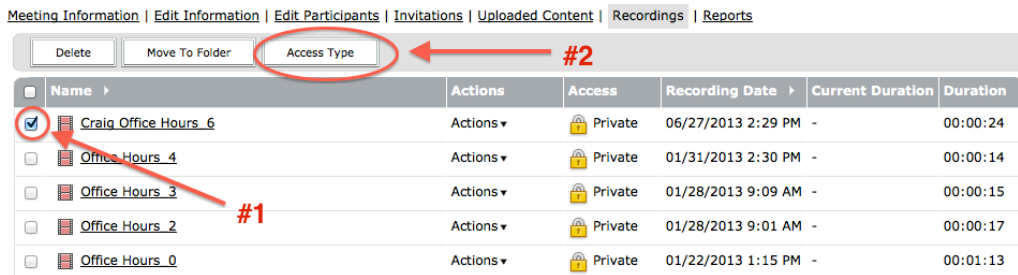 Meeting Information | Edit Information | Edit Participants | Invitations | Uploaded Content | Recordings | Reports
Delete Move To Folder Access Type #2
Name Actions Access Recording Date Current Duration Duration
Craig Office Hours_6 Actions Private 06/27/2013 2:29 PM - 00:00:24
Office Hours_4 Actions Private 01/31/2013 2:30 PM - 00:00:14
Office Hours_3 Actions Private 01/28/2013 9:09 AM - 00:00:15
#1
Office Hours_2 Actions Private 01/28/2013 9:01 AM - 00:00:17
Office Hours_0 Actions Private 01/22/2013 1:15 PM - 00:01:13